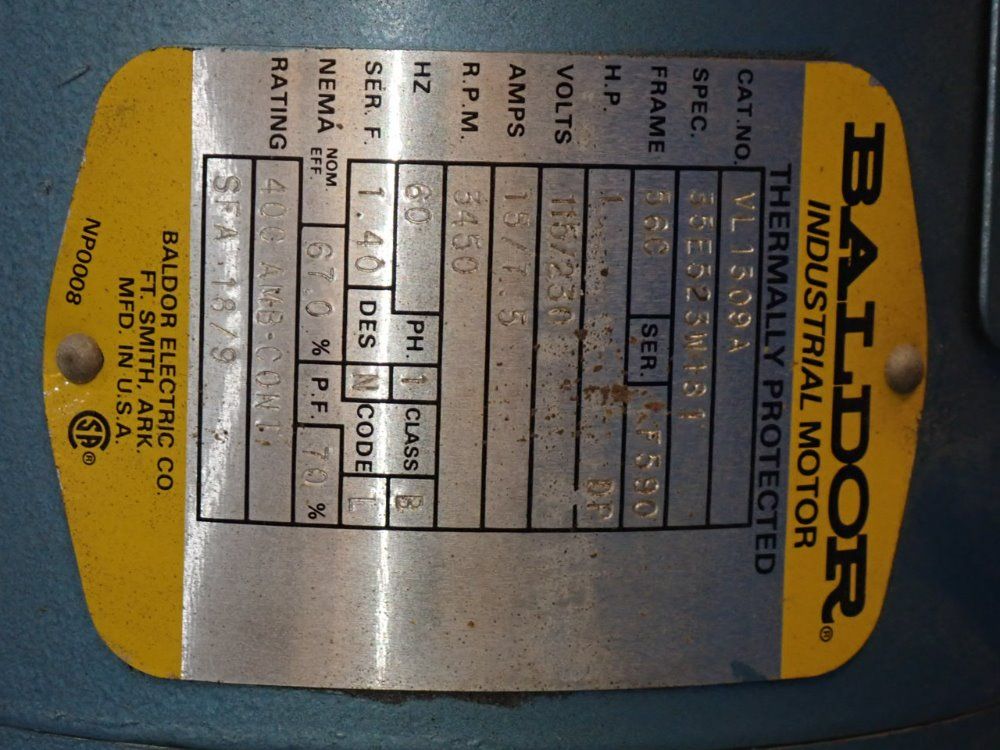 BALDOR®
INDUSTRIAL MOTOR
THERMALLY PROTECTED
CAT.NO. VL1509A
SPEC. 35E523W181
FRAME 56C SER. F590
H.P. 1 DP
VOLTS 115/230
AMPS 15/7.5
R.P.M. 3450
HZ 60 PH. 1 CLASS B
SER. F. 1.40 DES N CODE L
NEMA NOM EFF. 67.0 % P.F. 70 %
RATING 40C AMB-CONT
SFA-18/9
BALDOR ELECTRIC CO.
FT. SMITH, ARK.
MFD. IN U.S.A.
NP0008
SA®